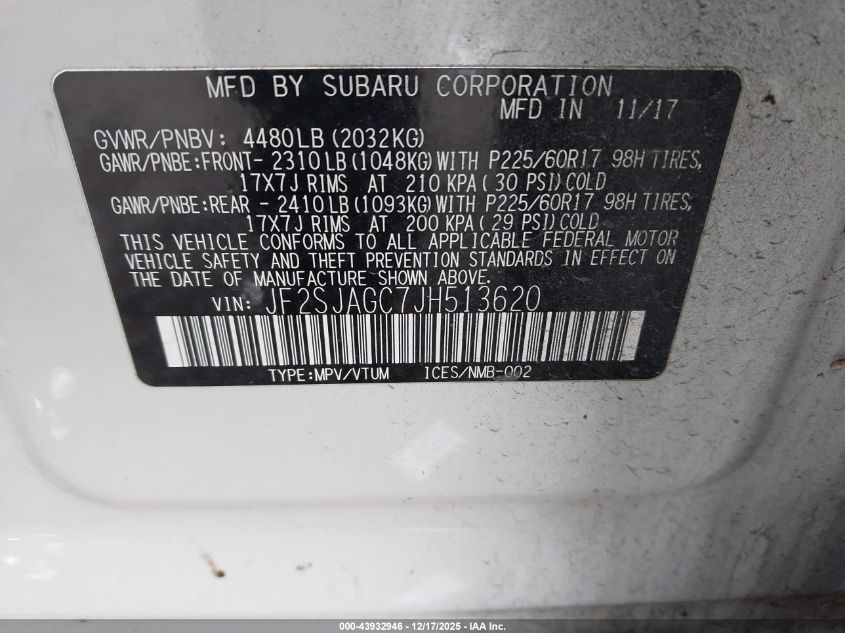 MFD BY SUBARU CORPORATION
MFD IN 11/17
GVWR/PNBV: 4480LB(2032KG)
GAWR/PNBE:FRONT- 2310LB(1048KG)WITH P225/60R17 98H TIRES,
17X7J RIMS AT 210 KPA(30 PSI)COLD
GAWR/PNBE:REAR - 2410LB(1093KG)WITH P225/60R17 98H TIRES,
17X7J RIMS AT 200 KPA(29 PSI)COLD
THIS VEHICLE CONFORMS TO ALL APPLICABLE FEDERAL MOTOR
VEHICLE SAFETY AND THEFT PREVENTION STANDARDS IN EFFECT ON
THE DATE OF MANUFACTURE SHOWN ABOVE.
VIN: JF2SJAGC7JH513620
TYPE:MPV/VTUM ICES/NMB-002
000-43932946 - 12/17/2025 - IAA Inc.